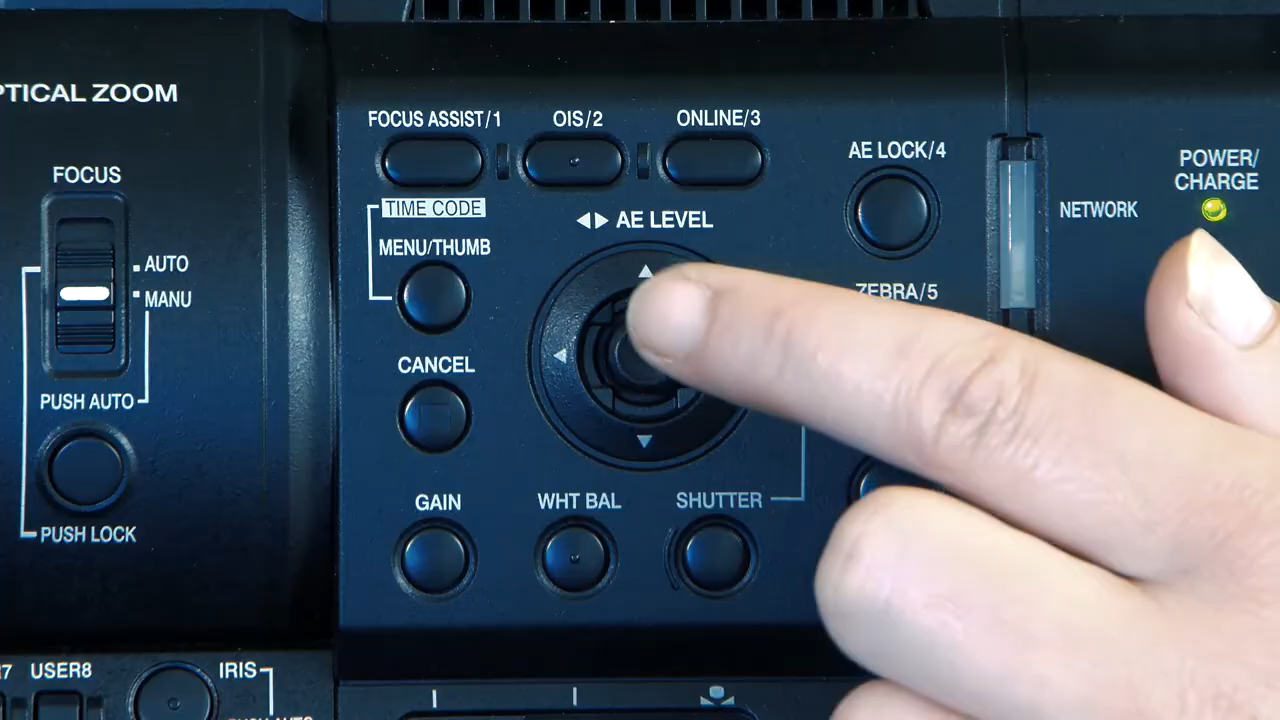 PTICAL ZOOM
FOCUS
AUTO
MANU
PUSH AUTO
PUSH LOCK
FOCUS ASSIST/1
OIS/2
ONLINE/3
TIME CODE
MENU/THUMB
◀▶ AE LEVEL
AE LOCK/4
ZEBRA/5
NETWORK
POWER/
CHARGE
CANCEL
GAIN
WHT BAL
SHUTTER
USER8
IRIS